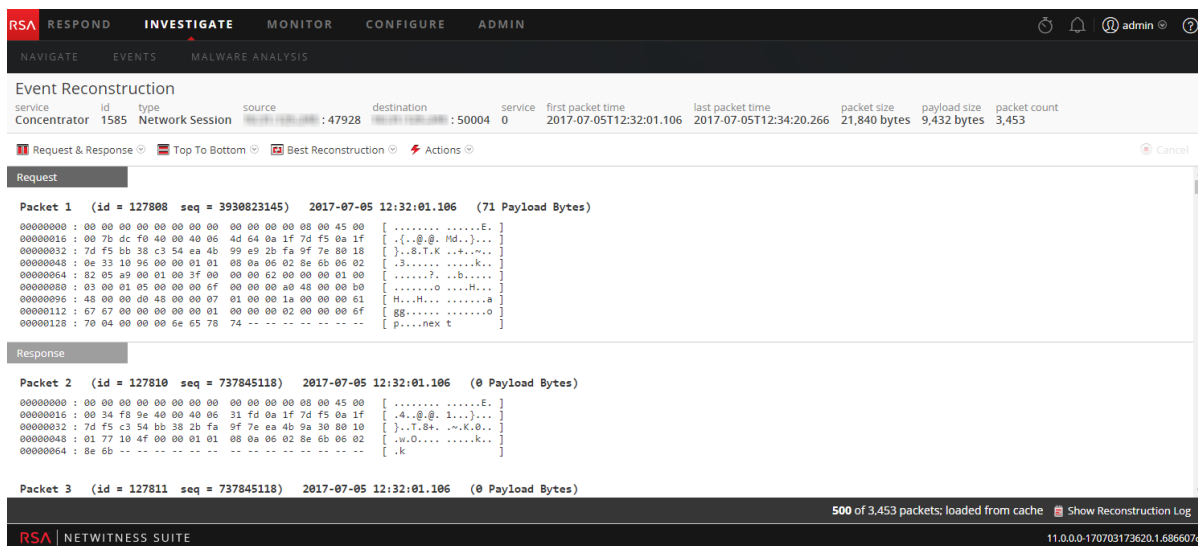 RSA RESPOND INVESTIGATE MONITOR CONFIGURE ADMIN admin
NAVIGATE EVENTS MALWARE ANALYSIS
Event Reconstruction
service id type source destination service first packet time last packet time packet size payload size packet count
Concentrator 1585 Network Session : 47928 : 50004 0 2017-07-05T12:32:01.106 2017-07-05T12:34:20.266 21,840 bytes 9,432 bytes 3,453
Request & Response Top To Bottom Best Reconstruction Actions Cancel
Request
Packet 1 (id = 127808 seq = 3930823145) 2017-07-05 12:32:01.106 (71 Payload Bytes)
00000000 : 00 00 00 00 00 00 00 00 00 00 00 00 08 00 45 00 [ ........ ......E. ]
00000016 : 00 7b dc f0 40 00 40 06 4d 64 0a 1f 7d f5 0a 1f [ .{..@.@. Md..}... ]
00000032 : 7d f5 bb 38 c3 54 ea 4b 99 e9 2b fa 9f 7e 80 18 [ }..8.T.K ..+..~.. ]
00000048 : 0e 33 10 96 00 00 01 01 08 0a 06 02 8e 6b 06 02 [ .3...... .....k.. ]
00000064 : 82 05 a9 00 01 00 3f 00 00 00 62 00 00 00 01 00 [ ......?. ..b..... ]
00000080 : 03 00 01 05 00 00 00 6f 00 00 00 a0 48 00 00 b0 [ .......o ....H... ]
00000096 : 48 00 00 d0 48 00 00 07 01 00 00 1a 00 00 00 61 [ H...H... .......a ]
00000112 : 67 67 00 00 00 00 00 01 00 00 00 02 00 00 00 6f [ gg...... .......o ]
00000128 : 70 04 00 00 00 6e 65 78 74 -- -- -- -- -- -- -- [ p....nex t ]
Response
Packet 2 (id = 127810 seq = 737845118) 2017-07-05 12:32:01.106 (0 Payload Bytes)
00000000 : 00 00 00 00 00 00 00 00 00 00 00 00 08 00 45 00 [ ........ ......E. ]
00000016 : 00 34 f8 9e 40 00 40 06 31 fd 0a 1f 7d f5 0a 1f [ .4..@.@. 1...}... ]
00000032 : 7d f5 c3 54 bb 38 2b fa 9f 7e ea 4b 9a 30 80 10 [ }..T.8+. .~.K.0.. ]
00000048 : 01 77 10 4f 00 00 01 01 08 0a 06 02 8e 6b 06 02 [ .w.O.... .....k.. ]
00000064 : 8e 6b -- -- -- -- -- -- -- -- -- -- -- -- -- -- [ .k ]
Packet 3 (id = 127811 seq = 737845118) 2017-07-05 12:32:01.106 (0 Payload Bytes)
500 of 3,453 packets; loaded from cache Show Reconstruction Log
RSA | NETWITNESS SUITE 11.0.0.0-170703173620.1.686607